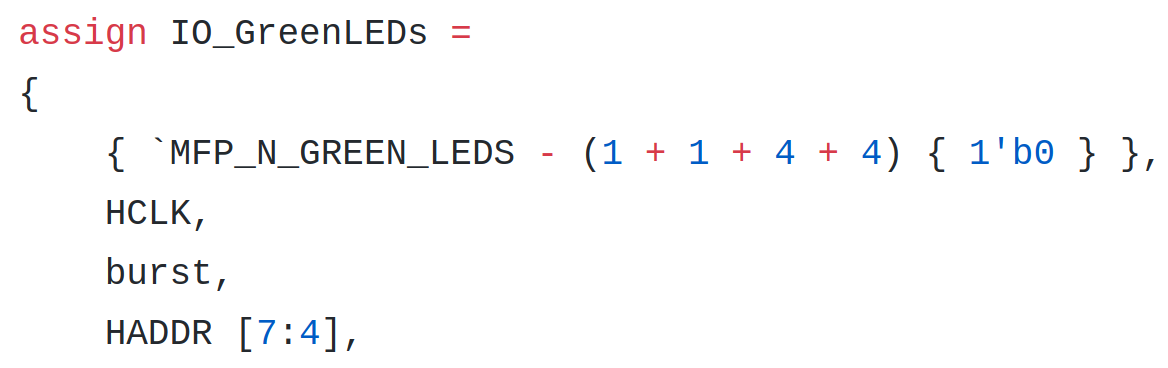 assign IO_GreenLEDs =
{
    { `MFP_N_GREEN_LEDS - (1 + 1 + 4 + 4) { 1'b0 } },
    HCLK,
    burst,
    HADDR [7:4],